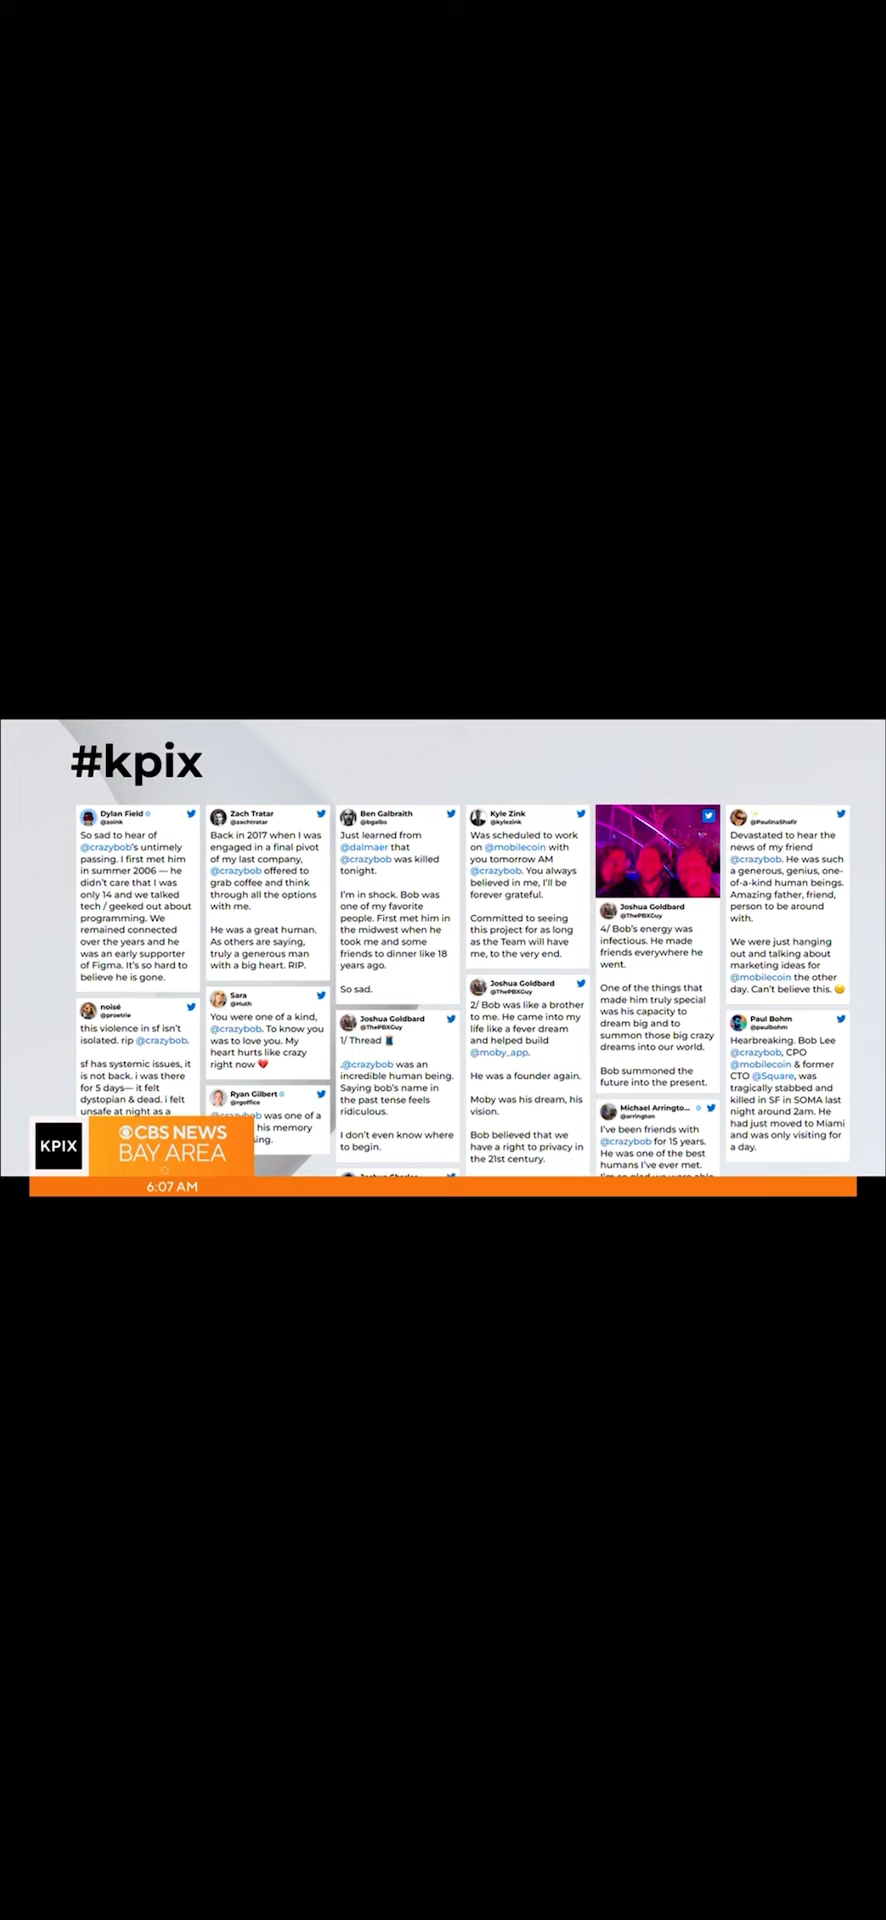 #kpix
Dylan Field
@zoink
So sad to hear of
@crazybob's untimely
passing. I first met him
in summer 2006 — he
didn't care that I was
only 14 and we talked
tech / geeked out about
programming. We
remained connected
over the years and he
was an early supporter
of Figma. It's so hard to
believe he is gone.
noisé
@proetrie
this violence in sf isn't
isolated. rip @crazybob.
sf has systemic issues, it
is not back. i was there
for 5 days— it felt
dystopian & dead. i felt
unsafe at night as a
Zach Tratar
@zachtratar
Back in 2017 when I was
engaged in a final pivot
of my last company,
@crazybob offered to
grab coffee and think
through all the options
with me.
He was a great human.
As others are saying,
truly a generous man
with a big heart. RIP.
Sara
@Huth
You were one of a kind,
@crazybob. To know you
was to love you. My
heart hurts like crazy
right now 💔
Ryan Gilbert
@rgoffice
@crazybob was one of a
his memory
Ben Galbraith
@bgalbs
Just learned from
@dalmaer that
@crazybob was killed
tonight.
I'm in shock. Bob was
one of my favorite
people. First met him in
the midwest when he
took me and some
friends to dinner like 18
years ago.
So sad.
Joshua Goldbard
@ThePBXGuy
1/ Thread 🧵
.@crazybob was an
incredible human being.
Saying bob's name in
the past tense feels
ridiculous.
I don't even know where
to begin.
Kyle Zink
@kylezink
Was scheduled to work
on @mobilecoin with
you tomorrow AM
@crazybob. You always
believed in me, I'll be
forever grateful.
Committed to seeing
this project for as long
as the Team will have
me, to the very end.
Joshua Goldbard
@ThePBXGuy
2/ Bob was like a brother
to me. He came into my
life like a fever dream
and helped build
@moby_app.
He was a founder again.
Moby was his dream, his
vision.
Bob believed that we
have a right to privacy in
the 21st century.
Joshua Goldbard
@ThePBXGuy
4/ Bob's energy was
infectious. He made
friends everywhere he
went.
One of the things that
made him truly special
was his capacity to
dream big and to
summon those big crazy
dreams into our world.
Bob summoned the
future into the present.
Michael Arringto...
@arrington
I've been friends with
@crazybob for 15 years.
He was one of the best
humans I've ever met.
@PaulinaShafir
Devastated to hear the
news of my friend
@crazybob. He was such
a generous, genius, one-
of-a-kind human beings.
Amazing father, friend,
person to be around
with.
We were just hanging
out and talking about
marketing ideas for
@mobilecoin the other
day. Can't believe this.
Paul Bohm
@paulbohm
Hearbreaking. Bob Lee
@crazybob, CPO
@mobilecoin & former
CTO @Square, was
tragically stabbed and
killed in SF in SOMA last
night around 2am. He
had just moved to Miami
and was only visiting for
a day.
KPIX
CBS NEWS
BAY AREA
6:07 AM